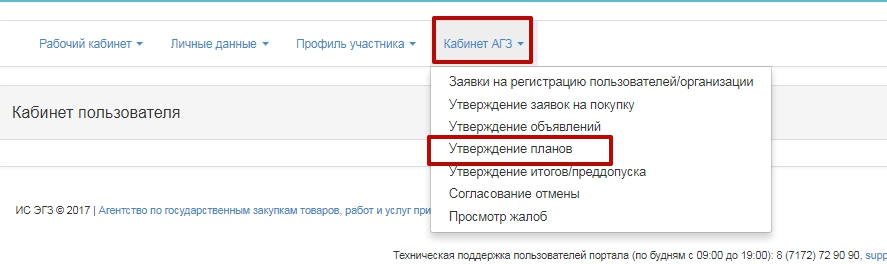 Рабочий кабинет Личные данные Профиль участника Кабинет АГЗ
Заявки на регистрацию пользователей/организации
Утверждение заявок на покупку
Кабинет пользователя
Утверждение объявлений
Утверждение планов
Утверждение итогов/преддопуска
Согласование отмены
ИС ЭГЗ © 2017 | Агентство по государственным закупкам товаров, работ и услуг при
Просмотр жалоб
Техническая поддержка пользователей портала (по будням с 09:00 до 19:00): 8 (7172) 72 90 90, supp